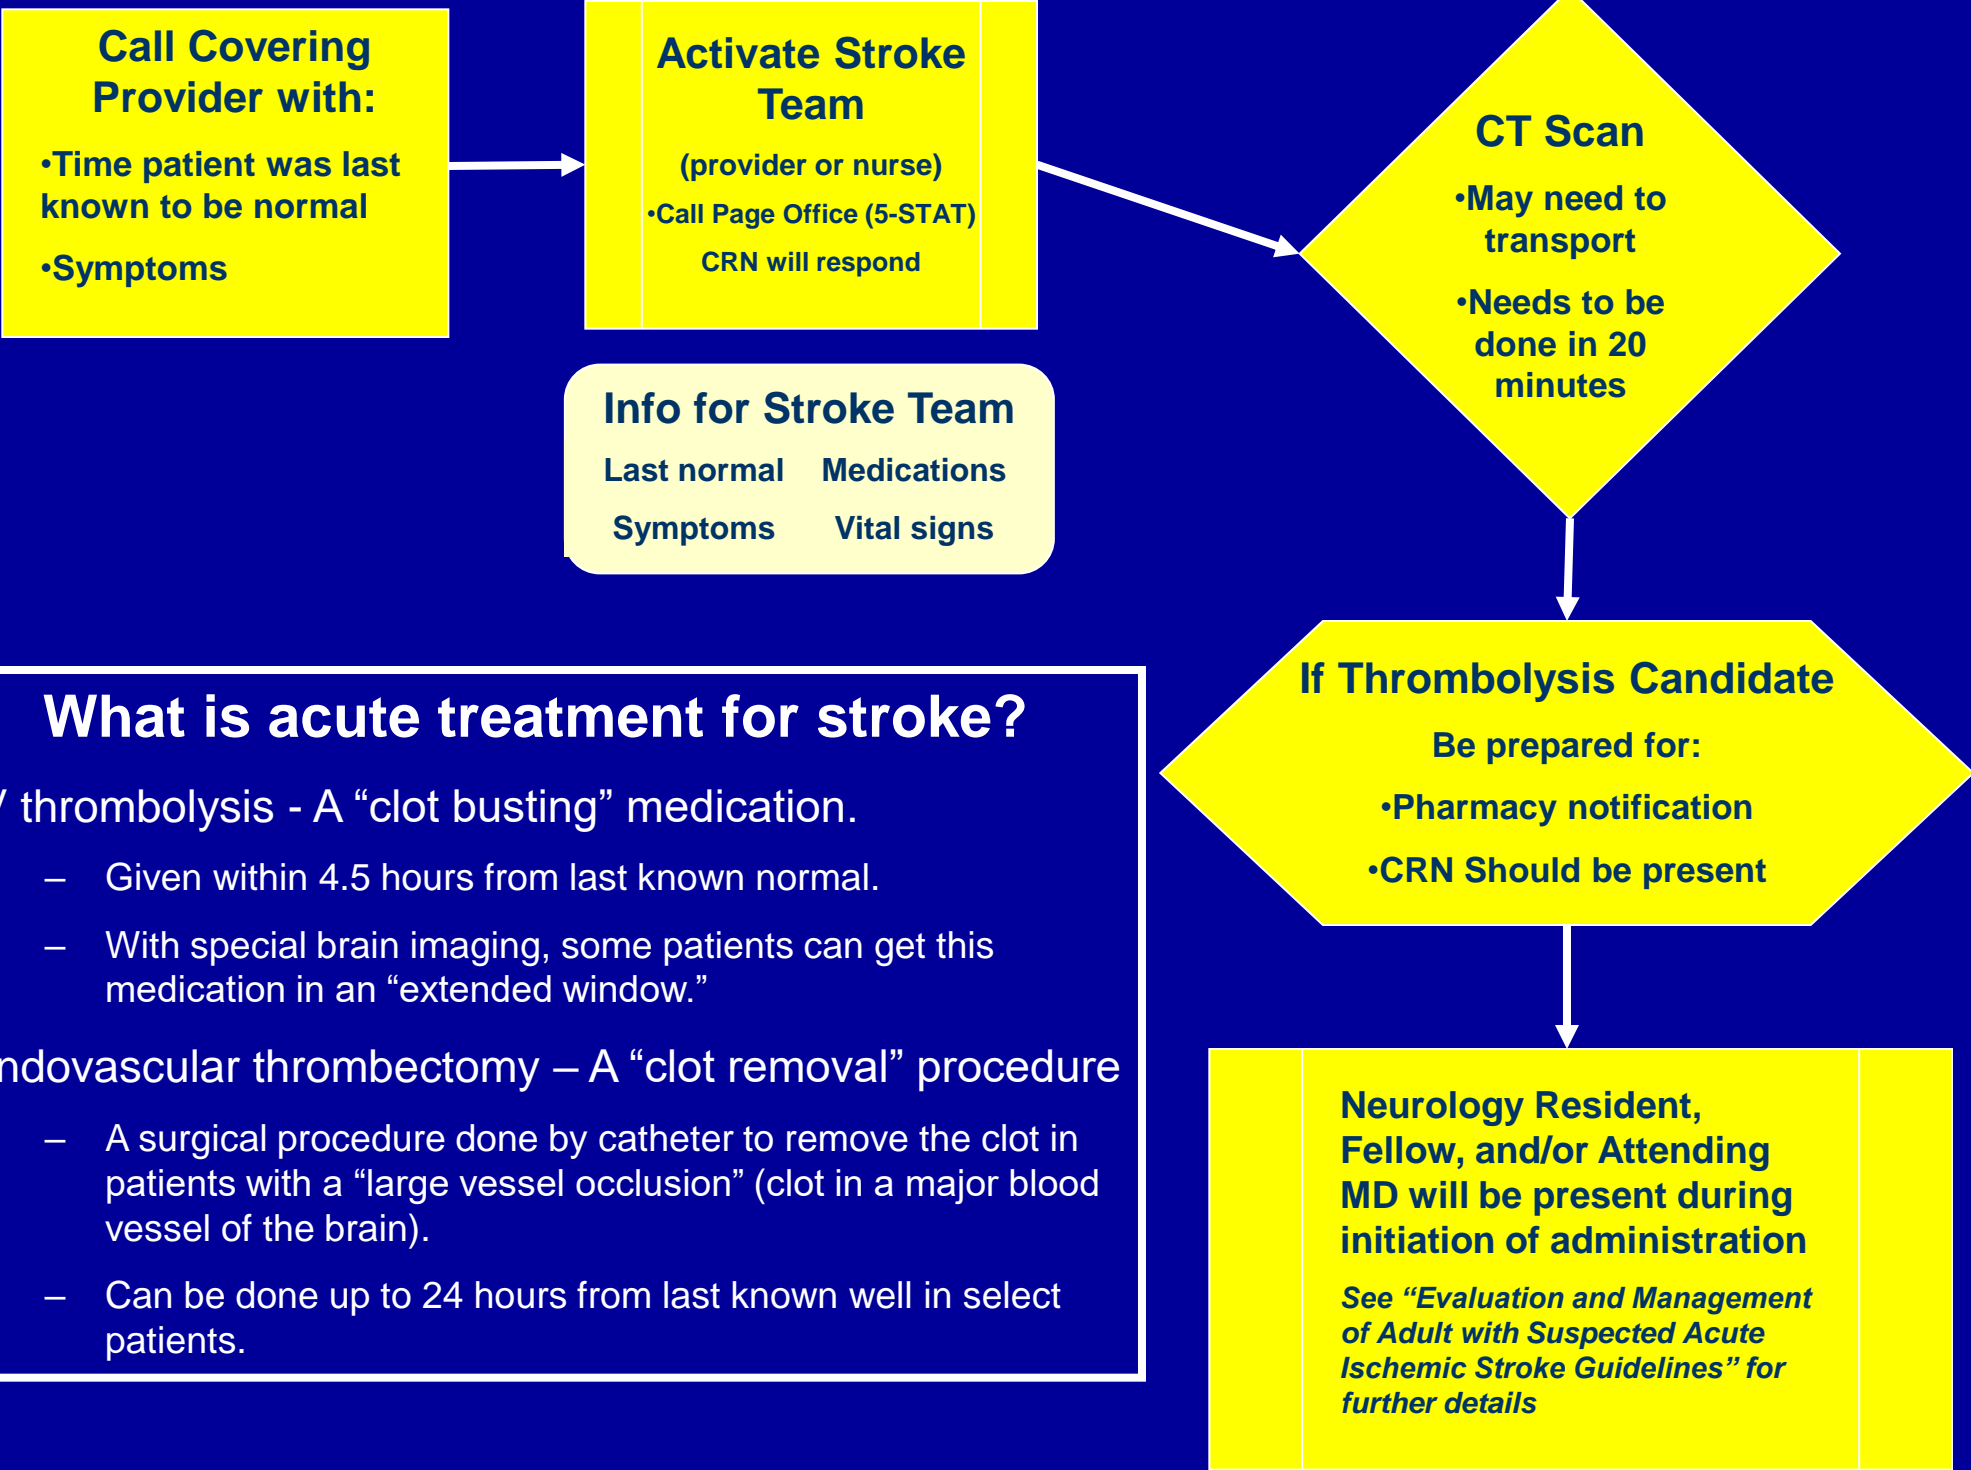 Call Covering
Provider with:
•Time patient was last
known to be normal
•Symptoms
Activate Stroke
Team
(provider or nurse)
•Call Page Office (5-STAT)
CRN will respond
CT Scan
•May need to
transport
•Needs to be
done in 20
minutes
Info for Stroke Team
Last normal Medications
Symptoms Vital signs
If Thrombolysis Candidate
Be prepared for:
•Pharmacy notification
•CRN Should be present
What is acute treatment for stroke?
thrombolysis - A “clot busting” medication.
– Given within 4.5 hours from last known normal.
– With special brain imaging, some patients can get this
medication in an “extended window.”
ndovascular thrombectomy – A “clot removal” procedure
– A surgical procedure done by catheter to remove the clot in
patients with a “large vessel occlusion” (clot in a major blood
vessel of the brain).
– Can be done up to 24 hours from last known well in select
patients.
Neurology Resident,
Fellow, and/or Attending
MD will be present during
initiation of administration
See “Evaluation and Management
of Adult with Suspected Acute
Ischemic Stroke Guidelines” for
further details